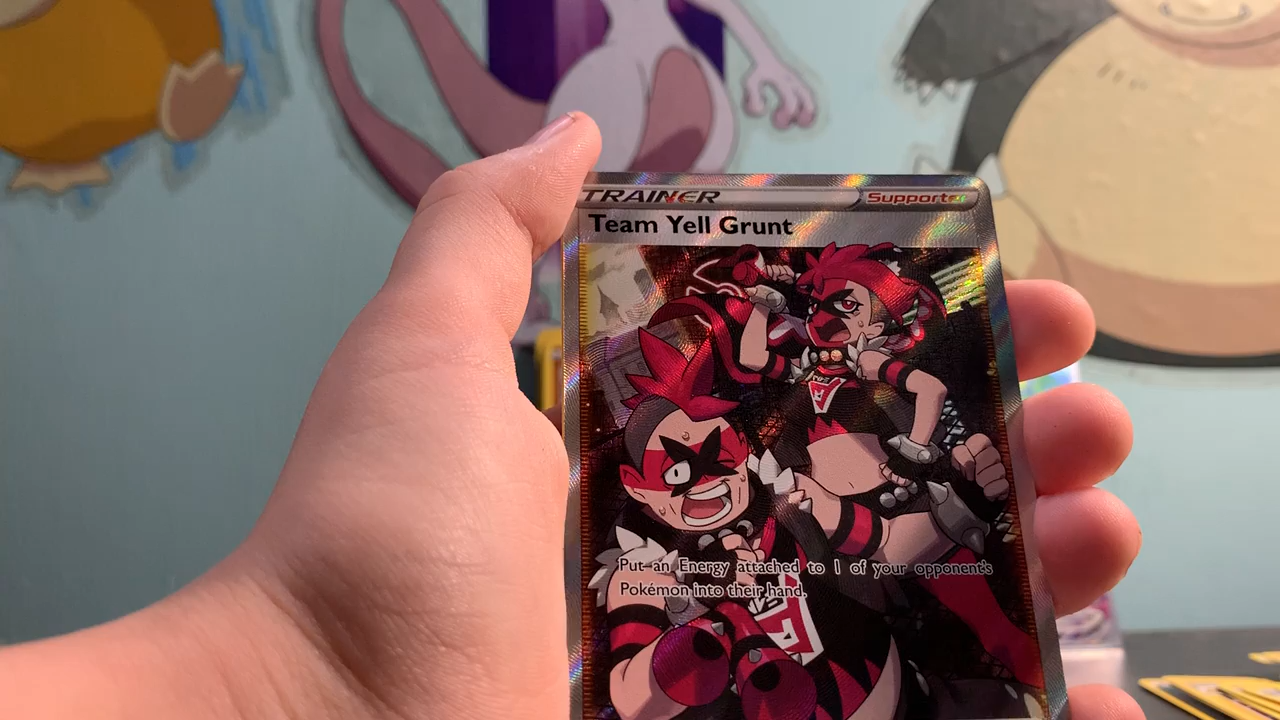 TRAINER Supporter
Team Yell Grunt
Put an Energy attached to 1 of your opponent's
Pokémon into their hand.